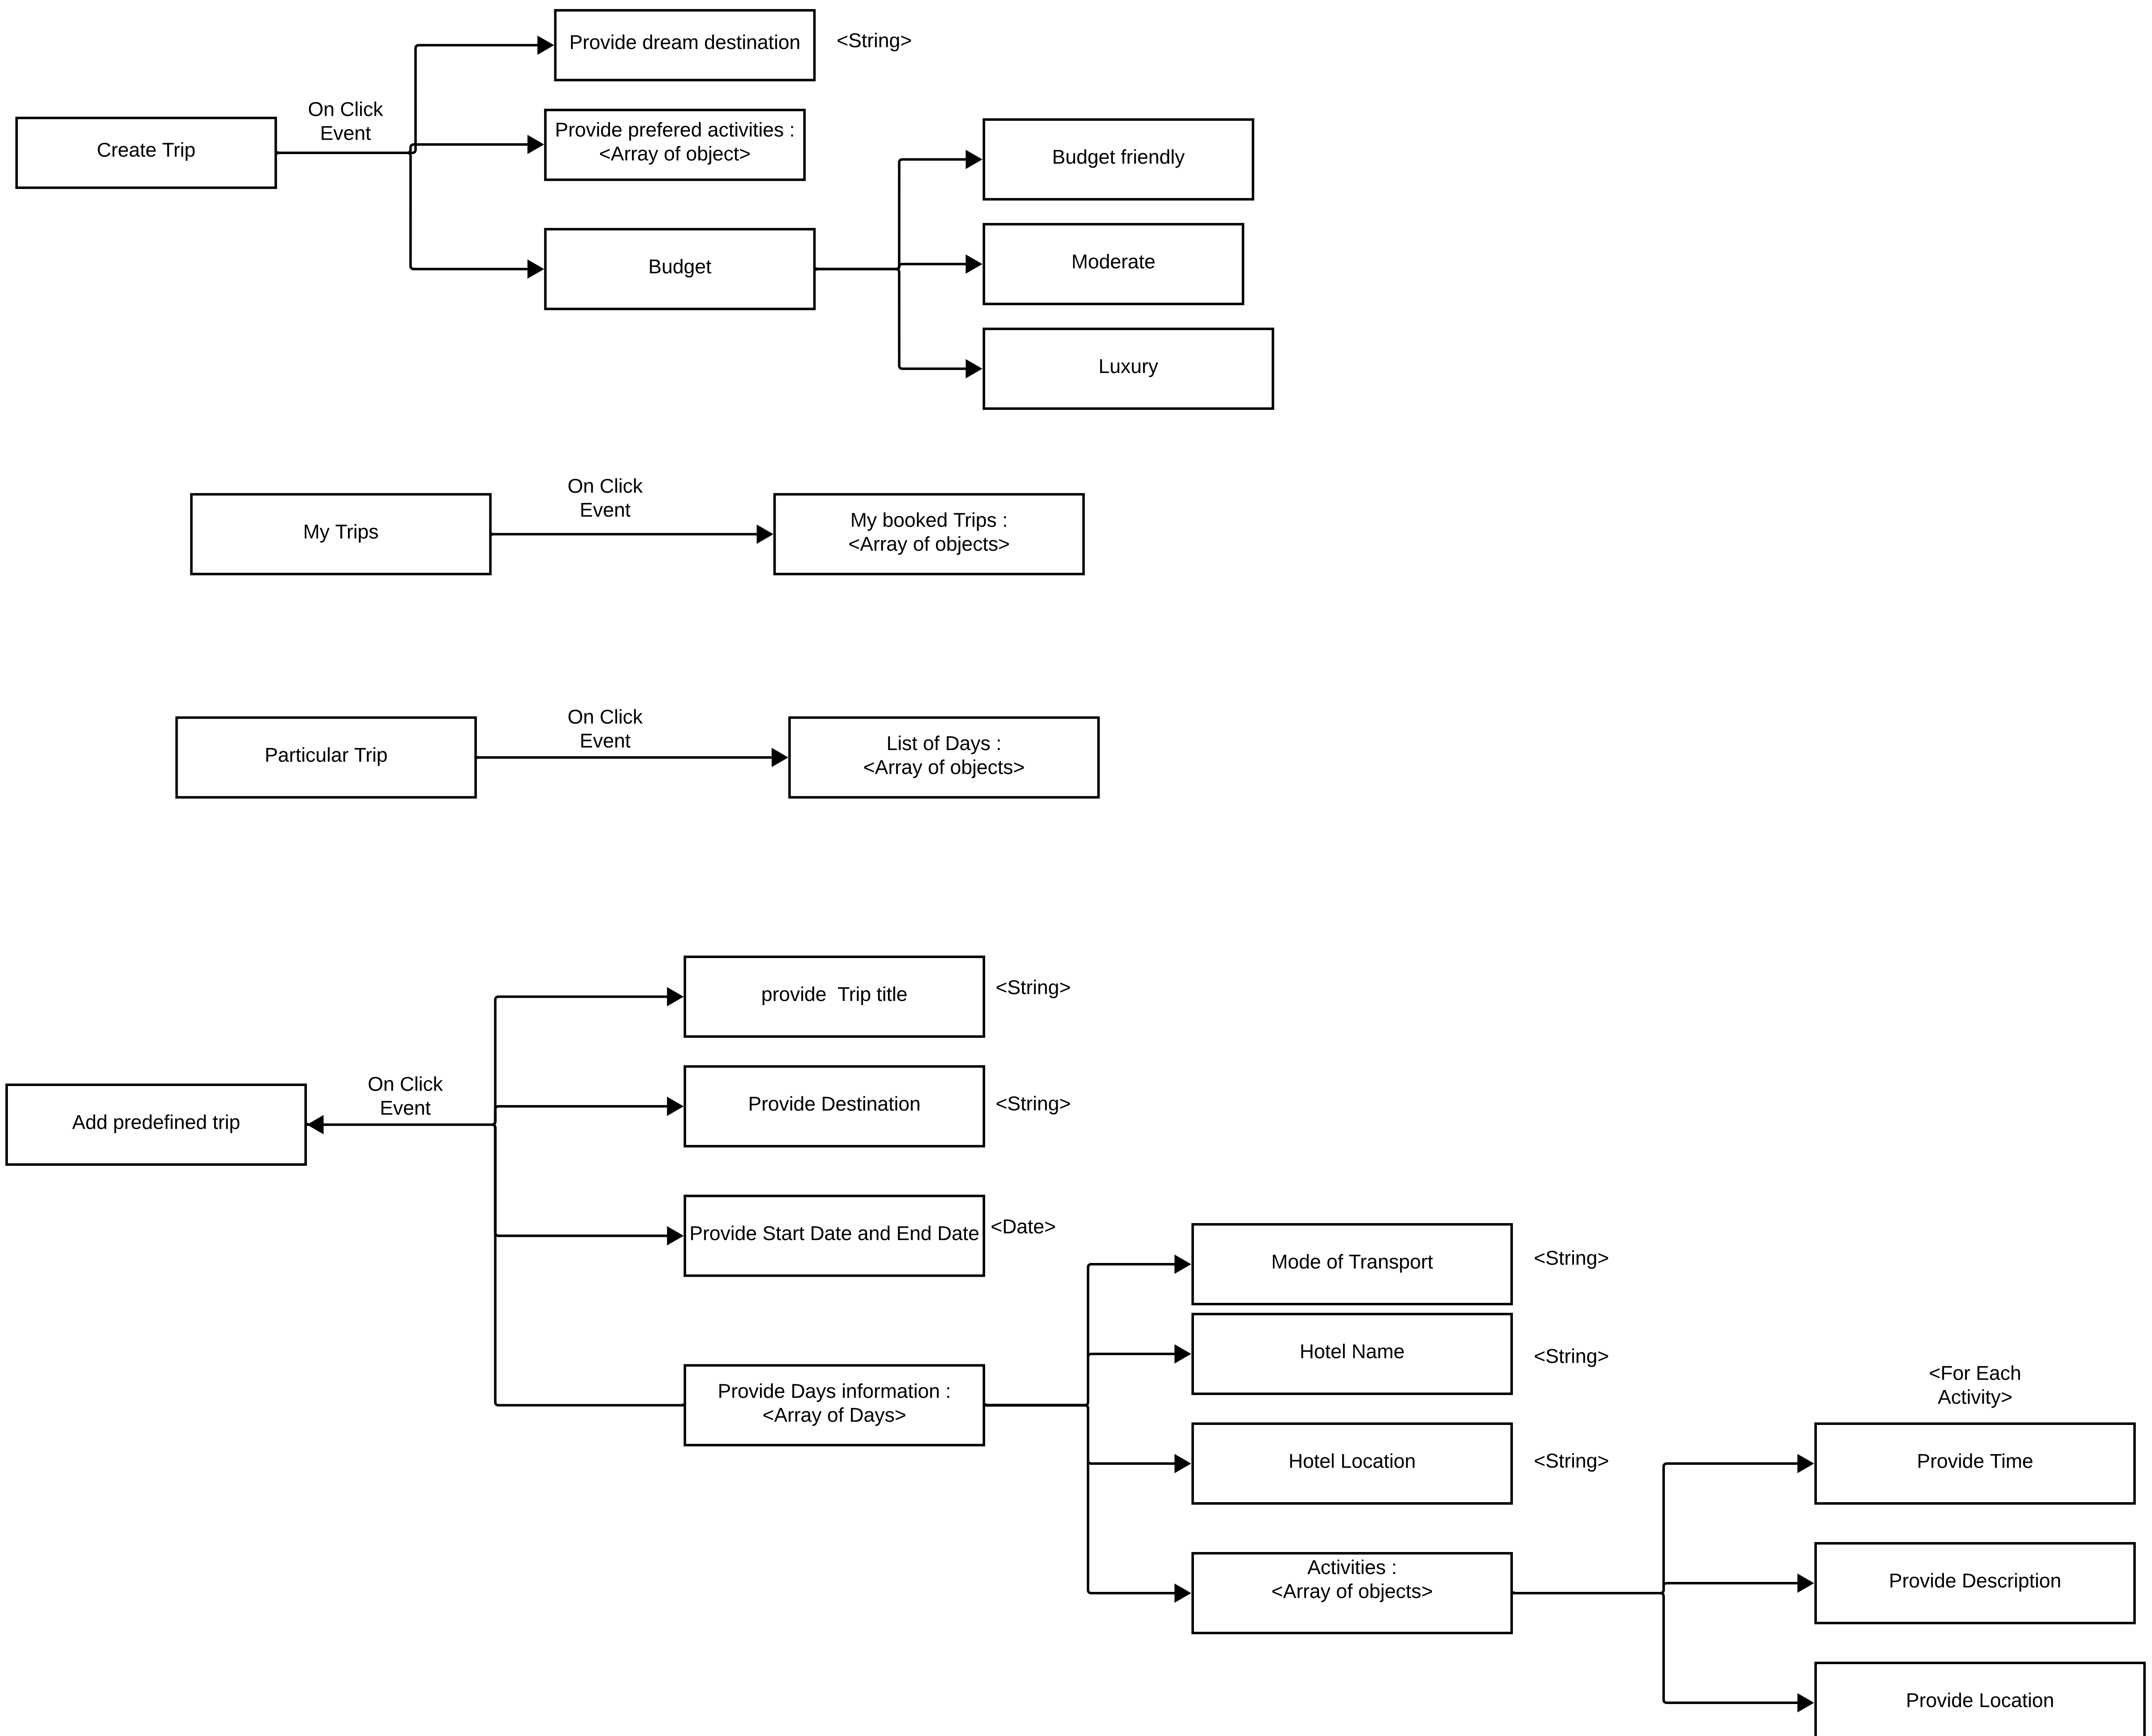 Provide dream destination
<String>
On Click
Event
Create Trip
Provide prefered activities :
<Array of object>
Budget
Budget friendly
Moderate
Luxury
My Trips
On Click
Event
My booked Trips :
<Array of objects>
Particular Trip
On Click
Event
List of Days :
<Array of objects>
Add predefined trip
On Click
Event
provide  Trip title
<String>
Provide Destination
<String>
Provide Start Date and End Date
<Date>
Provide Days information :
<Array of Days>
Mode of Transport
<String>
Hotel Name
<String>
Hotel Location
<String>
Activities :
<Array of objects>
<For Each
Activity>
Provide Time
Provide Description
Provide Location